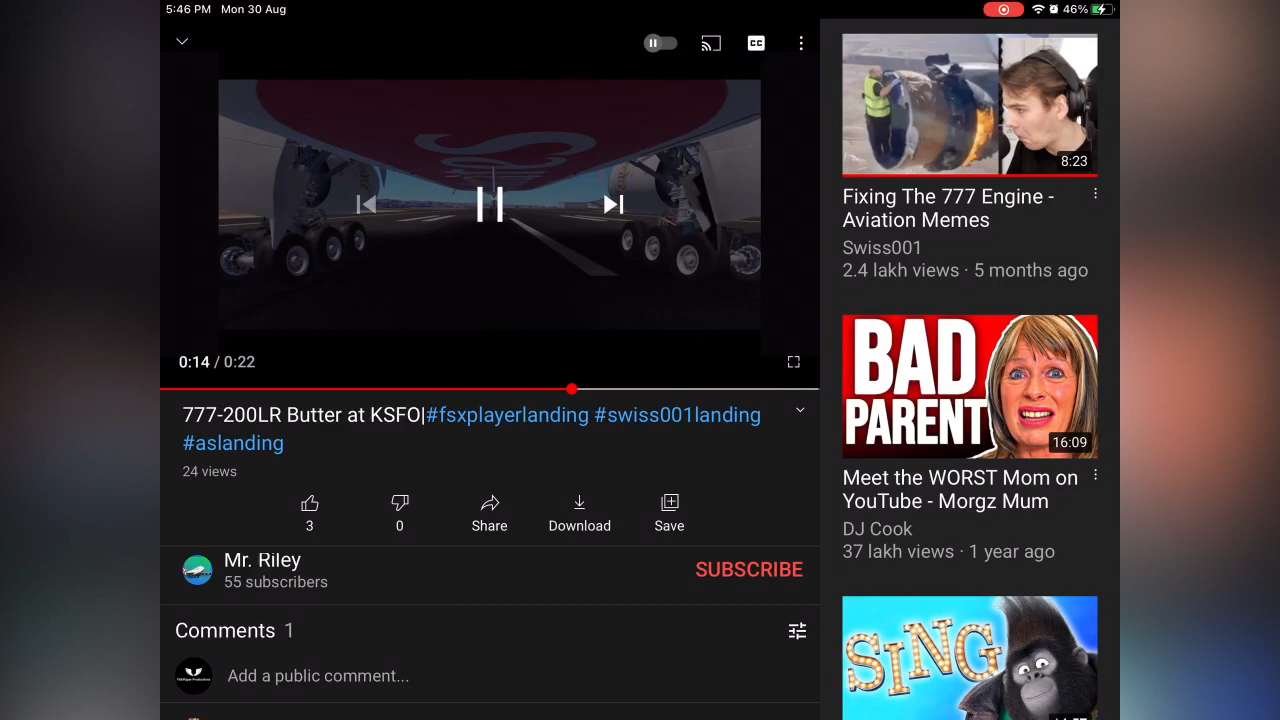 5:46 PM Mon 30 Aug
46%
CC
0:14 / 0:22
777-200LR Butter at KSFO|#fsxplayerlanding #swiss001landing
#aslanding
24 views
3
0
Share
Download
Save
Mr. Riley
55 subscribers
SUBSCRIBE
Comments 1
Add a public comment...
8:23
Fixing The 777 Engine -
Aviation Memes
Swiss001
2.4 lakh views · 5 months ago
BAD
PARENT
16:09
Meet the WORST Mom on
YouTube - Morgz Mum
DJ Cook
37 lakh views · 1 year ago
SING